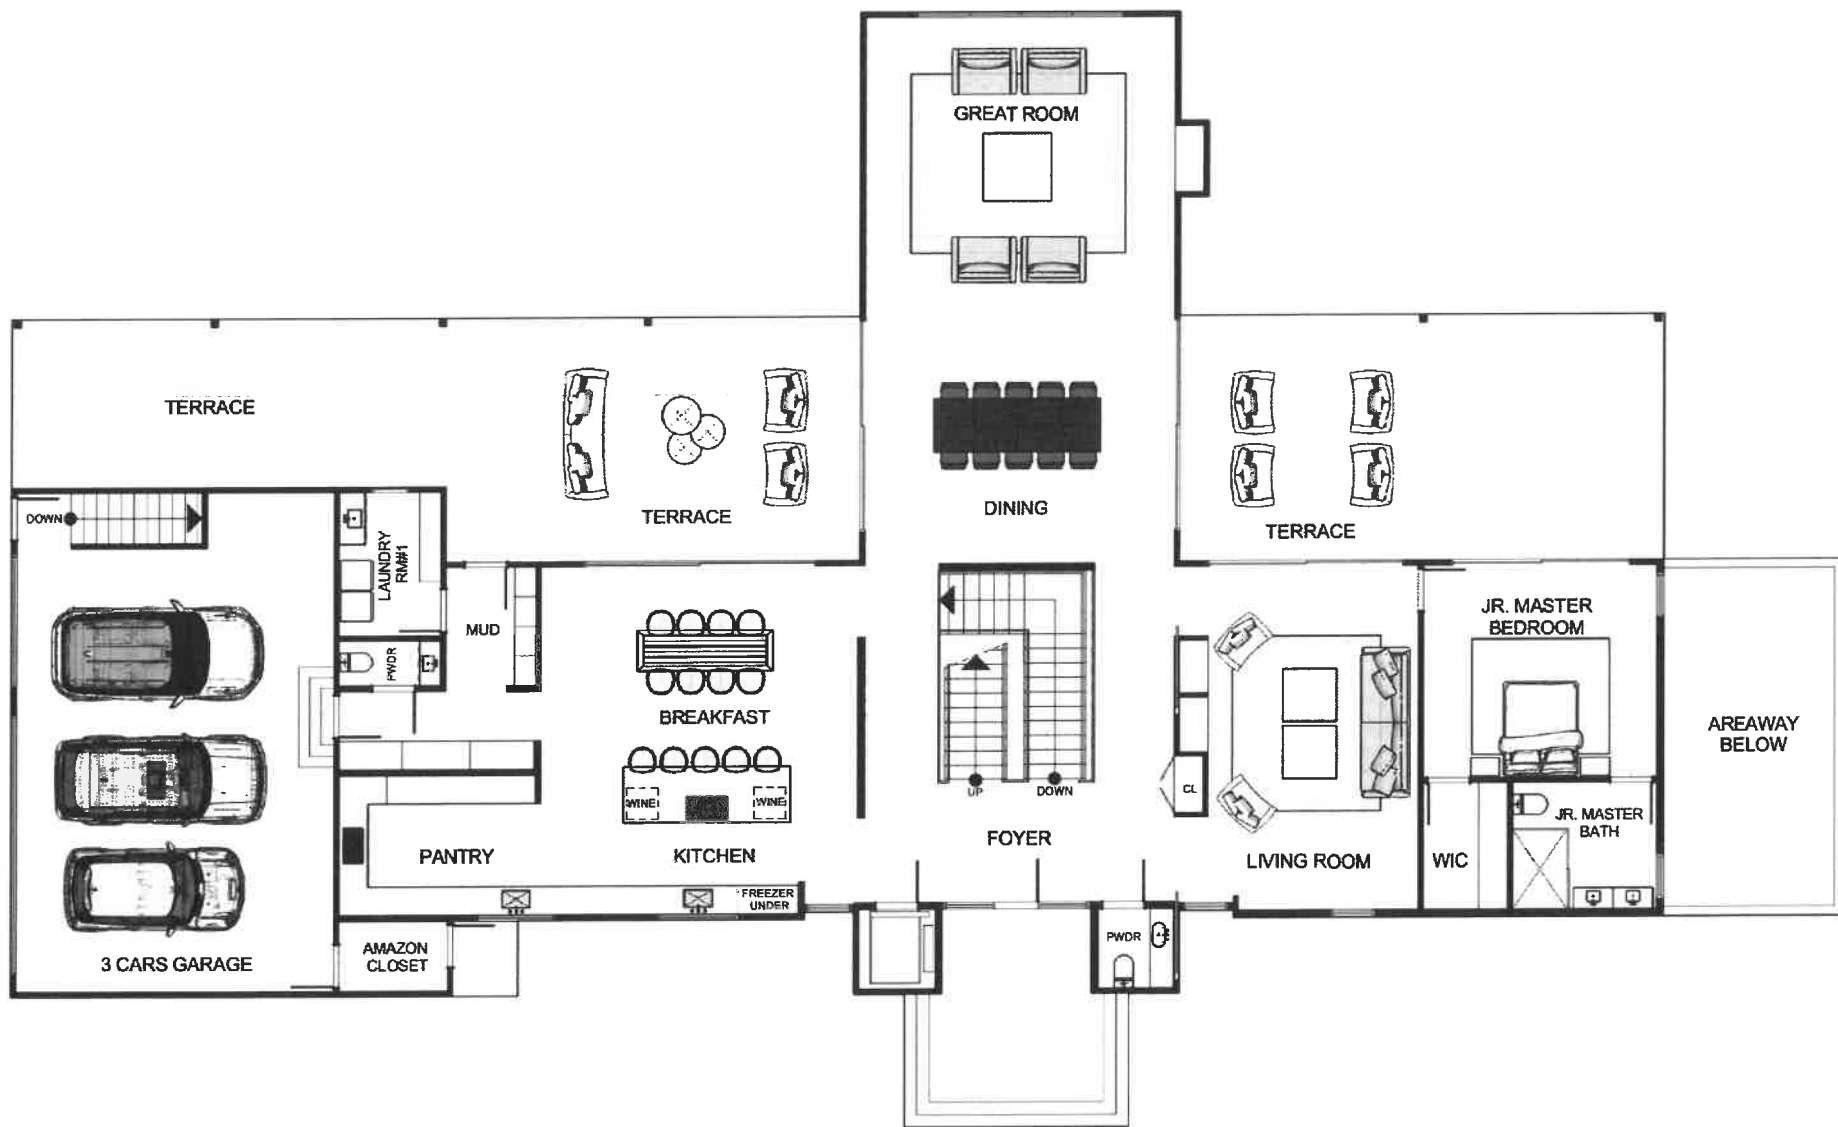 GREAT ROOM
TERRACE
TERRACE
DINING
TERRACE
DOWN
LAUNDRY
RM#1
MUD
PWDR
BREAKFAST
JR. MASTER
BEDROOM
AREAWAY
BELOW
WINE
WINE
UP
DOWN
CL
PANTRY
KITCHEN
FOYER
LIVING ROOM
WIC
JR. MASTER
BATH
FREEZER
UNDER
3 CARS GARAGE
AMAZON
CLOSET
PWDR